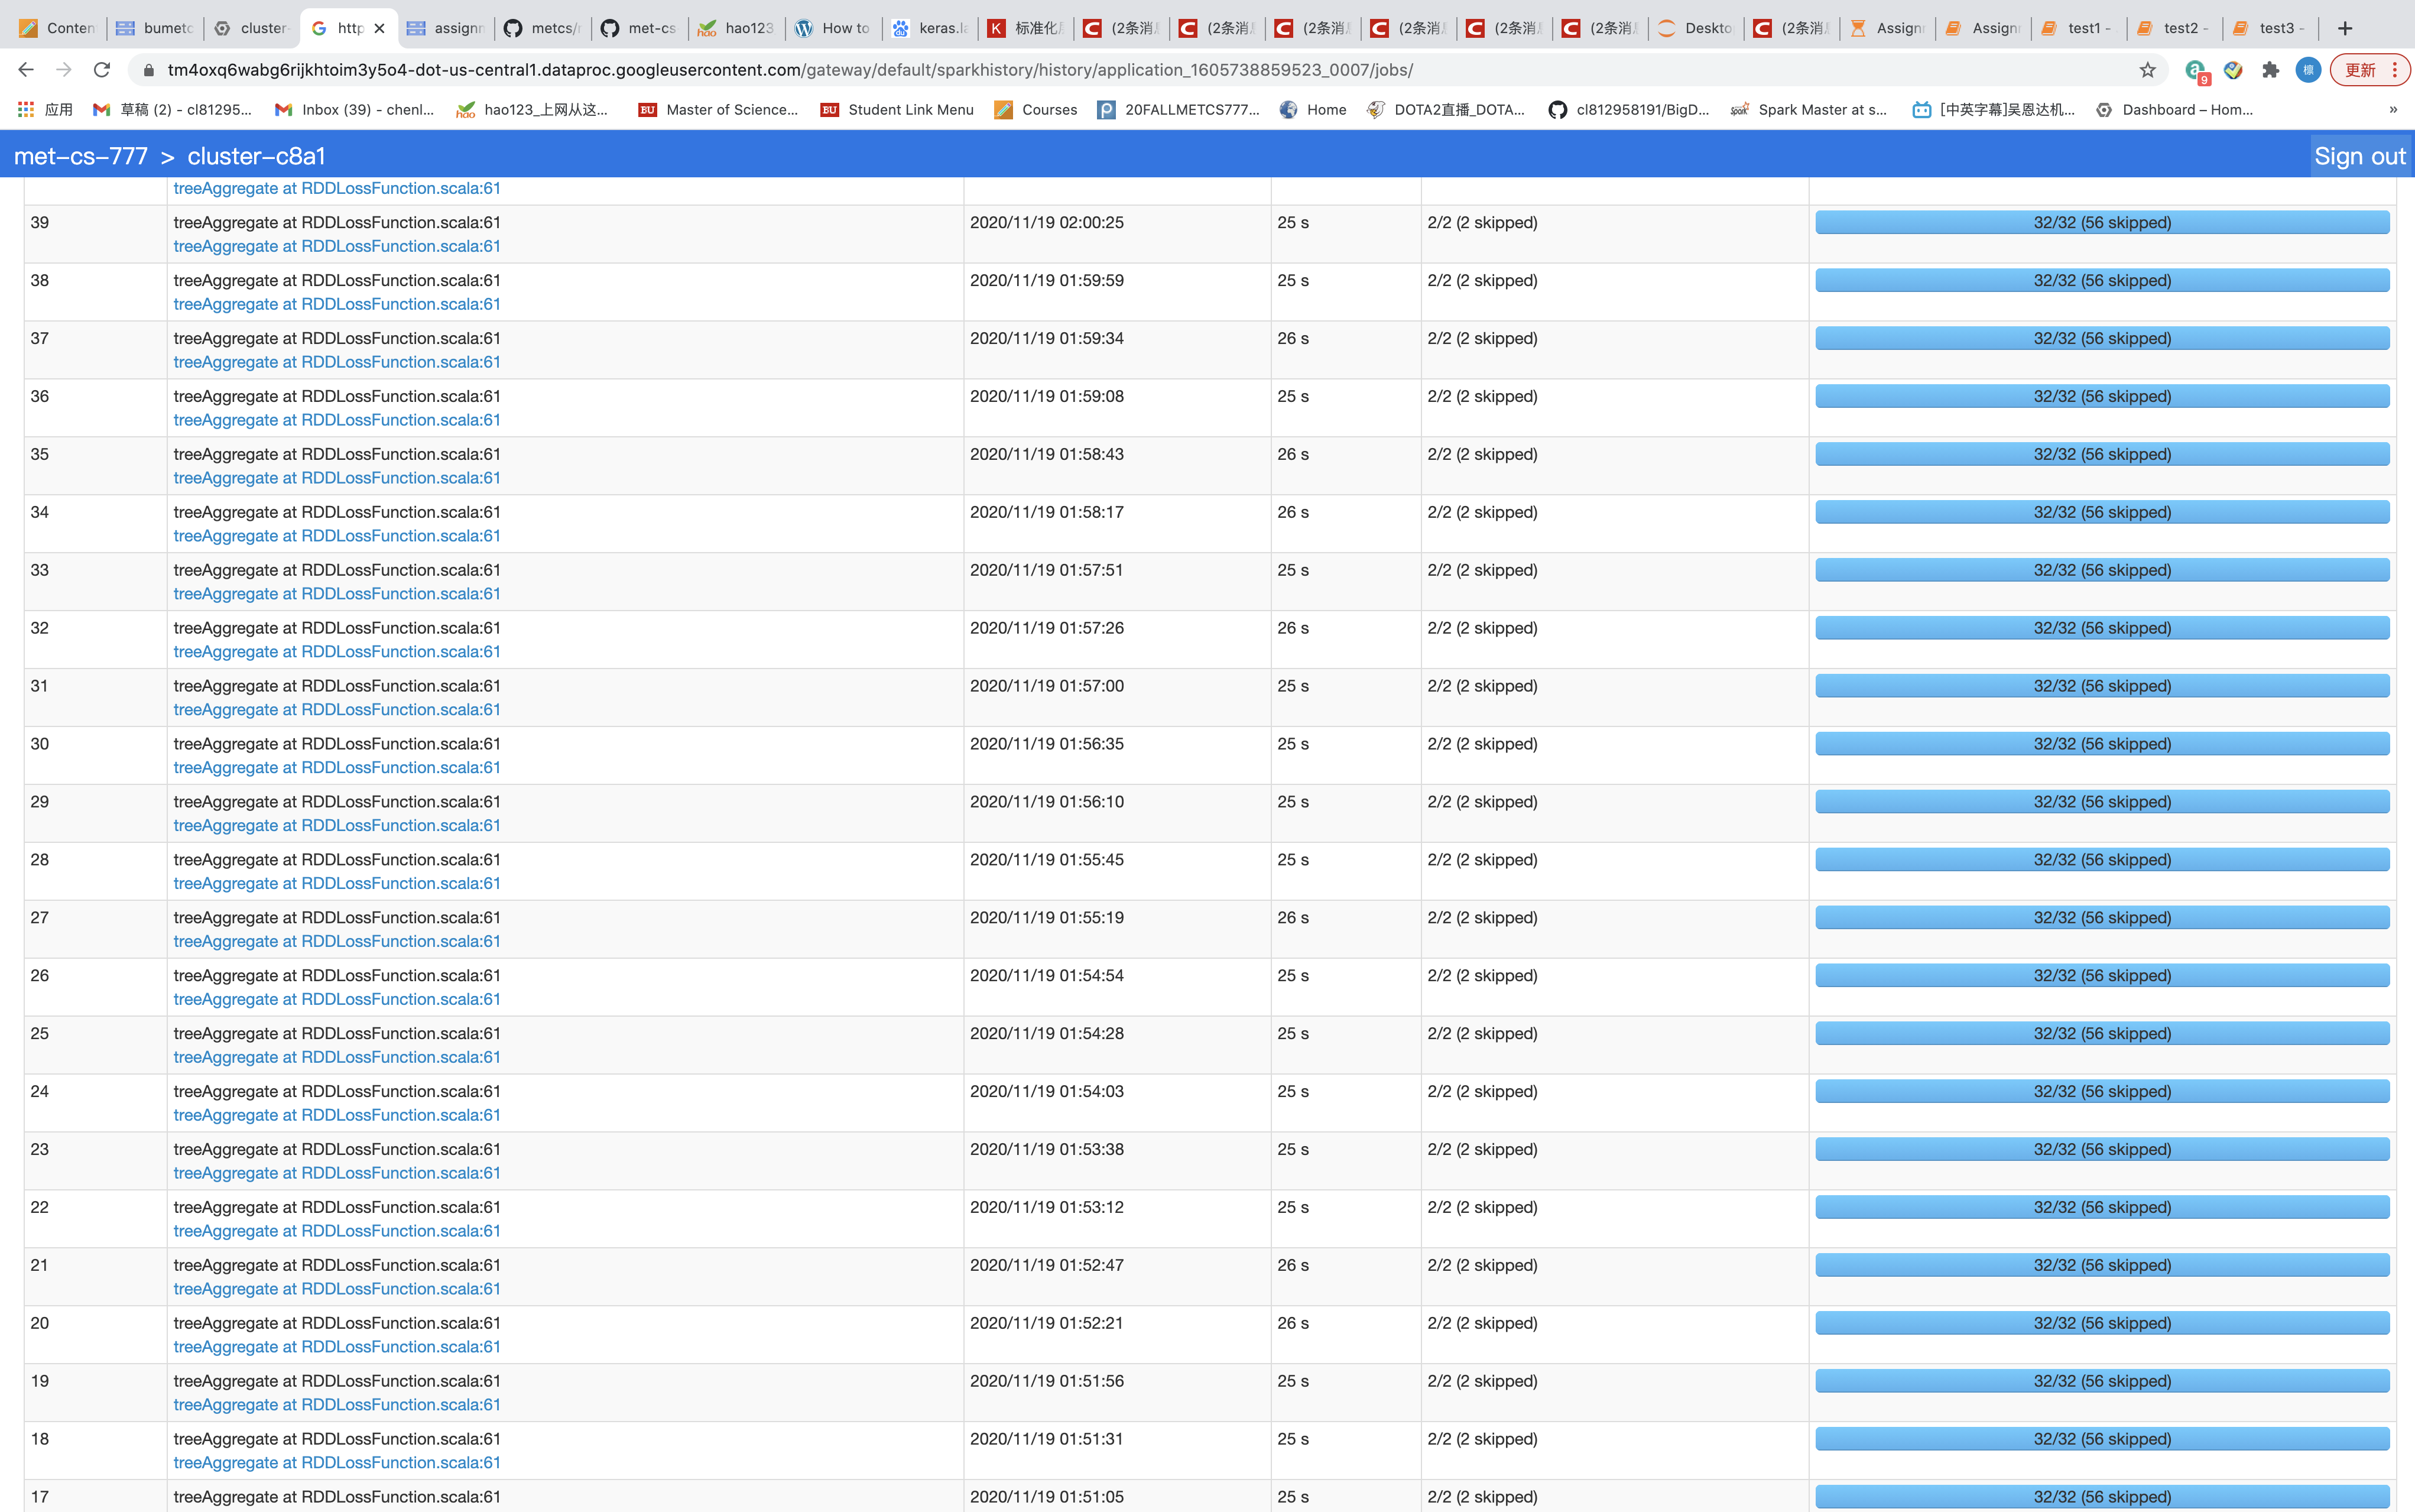 Conten bumetc cluster- http assignn metcs/r met-cs hao123 How to keras.la 标准化 (2条消 (2条消 (2条消 (2条消 (2条消 (2条消 Deskto (2条消 Assignr Assignr test1 - test2 - test3 -
tm4oxq6wabg6rijkhtoim3y5o4-dot-us-central1.dataproc.googleusercontent.com/gateway/default/sparkhistory/history/application_1605738859523_0007/jobs/ 9 標 更新
应用 草稿 (2) - cl81295... Inbox (39) - chenl... hao hao123_上网从这... BU Master of Science... BU Student Link Menu Courses 20FALLMETCS777... Home DOTA2直播_DOTA... cl812958191/BigD... Spark Master at s... [中英字幕]吴恩达机... Dashboard – Hom... »
met-cs-777 > cluster-c8a1 Sign out
treeAggregate at RDDLossFunction.scala:61
39 treeAggregate at RDDLossFunction.scala:61 2020/11/19 02:00:25 25 s 2/2 (2 skipped) 32/32 (56 skipped)
treeAggregate at RDDLossFunction.scala:61
38 treeAggregate at RDDLossFunction.scala:61 2020/11/19 01:59:59 25 s 2/2 (2 skipped) 32/32 (56 skipped)
treeAggregate at RDDLossFunction.scala:61
37 treeAggregate at RDDLossFunction.scala:61 2020/11/19 01:59:34 26 s 2/2 (2 skipped) 32/32 (56 skipped)
treeAggregate at RDDLossFunction.scala:61
36 treeAggregate at RDDLossFunction.scala:61 2020/11/19 01:59:08 25 s 2/2 (2 skipped) 32/32 (56 skipped)
treeAggregate at RDDLossFunction.scala:61
35 treeAggregate at RDDLossFunction.scala:61 2020/11/19 01:58:43 26 s 2/2 (2 skipped) 32/32 (56 skipped)
treeAggregate at RDDLossFunction.scala:61
34 treeAggregate at RDDLossFunction.scala:61 2020/11/19 01:58:17 26 s 2/2 (2 skipped) 32/32 (56 skipped)
treeAggregate at RDDLossFunction.scala:61
33 treeAggregate at RDDLossFunction.scala:61 2020/11/19 01:57:51 25 s 2/2 (2 skipped) 32/32 (56 skipped)
treeAggregate at RDDLossFunction.scala:61
32 treeAggregate at RDDLossFunction.scala:61 2020/11/19 01:57:26 26 s 2/2 (2 skipped) 32/32 (56 skipped)
treeAggregate at RDDLossFunction.scala:61
31 treeAggregate at RDDLossFunction.scala:61 2020/11/19 01:57:00 25 s 2/2 (2 skipped) 32/32 (56 skipped)
treeAggregate at RDDLossFunction.scala:61
30 treeAggregate at RDDLossFunction.scala:61 2020/11/19 01:56:35 25 s 2/2 (2 skipped) 32/32 (56 skipped)
treeAggregate at RDDLossFunction.scala:61
29 treeAggregate at RDDLossFunction.scala:61 2020/11/19 01:56:10 25 s 2/2 (2 skipped) 32/32 (56 skipped)
treeAggregate at RDDLossFunction.scala:61
28 treeAggregate at RDDLossFunction.scala:61 2020/11/19 01:55:45 25 s 2/2 (2 skipped) 32/32 (56 skipped)
treeAggregate at RDDLossFunction.scala:61
27 treeAggregate at RDDLossFunction.scala:61 2020/11/19 01:55:19 26 s 2/2 (2 skipped) 32/32 (56 skipped)
treeAggregate at RDDLossFunction.scala:61
26 treeAggregate at RDDLossFunction.scala:61 2020/11/19 01:54:54 25 s 2/2 (2 skipped) 32/32 (56 skipped)
treeAggregate at RDDLossFunction.scala:61
25 treeAggregate at RDDLossFunction.scala:61 2020/11/19 01:54:28 25 s 2/2 (2 skipped) 32/32 (56 skipped)
treeAggregate at RDDLossFunction.scala:61
24 treeAggregate at RDDLossFunction.scala:61 2020/11/19 01:54:03 25 s 2/2 (2 skipped) 32/32 (56 skipped)
treeAggregate at RDDLossFunction.scala:61
23 treeAggregate at RDDLossFunction.scala:61 2020/11/19 01:53:38 25 s 2/2 (2 skipped) 32/32 (56 skipped)
treeAggregate at RDDLossFunction.scala:61
22 treeAggregate at RDDLossFunction.scala:61 2020/11/19 01:53:12 25 s 2/2 (2 skipped) 32/32 (56 skipped)
treeAggregate at RDDLossFunction.scala:61
21 treeAggregate at RDDLossFunction.scala:61 2020/11/19 01:52:47 26 s 2/2 (2 skipped) 32/32 (56 skipped)
treeAggregate at RDDLossFunction.scala:61
20 treeAggregate at RDDLossFunction.scala:61 2020/11/19 01:52:21 26 s 2/2 (2 skipped) 32/32 (56 skipped)
treeAggregate at RDDLossFunction.scala:61
19 treeAggregate at RDDLossFunction.scala:61 2020/11/19 01:51:56 25 s 2/2 (2 skipped) 32/32 (56 skipped)
treeAggregate at RDDLossFunction.scala:61
18 treeAggregate at RDDLossFunction.scala:61 2020/11/19 01:51:31 25 s 2/2 (2 skipped) 32/32 (56 skipped)
treeAggregate at RDDLossFunction.scala:61
17 treeAggregate at RDDLossFunction.scala:61 2020/11/19 01:51:05 25 s 2/2 (2 skipped) 32/32 (56 skipped)